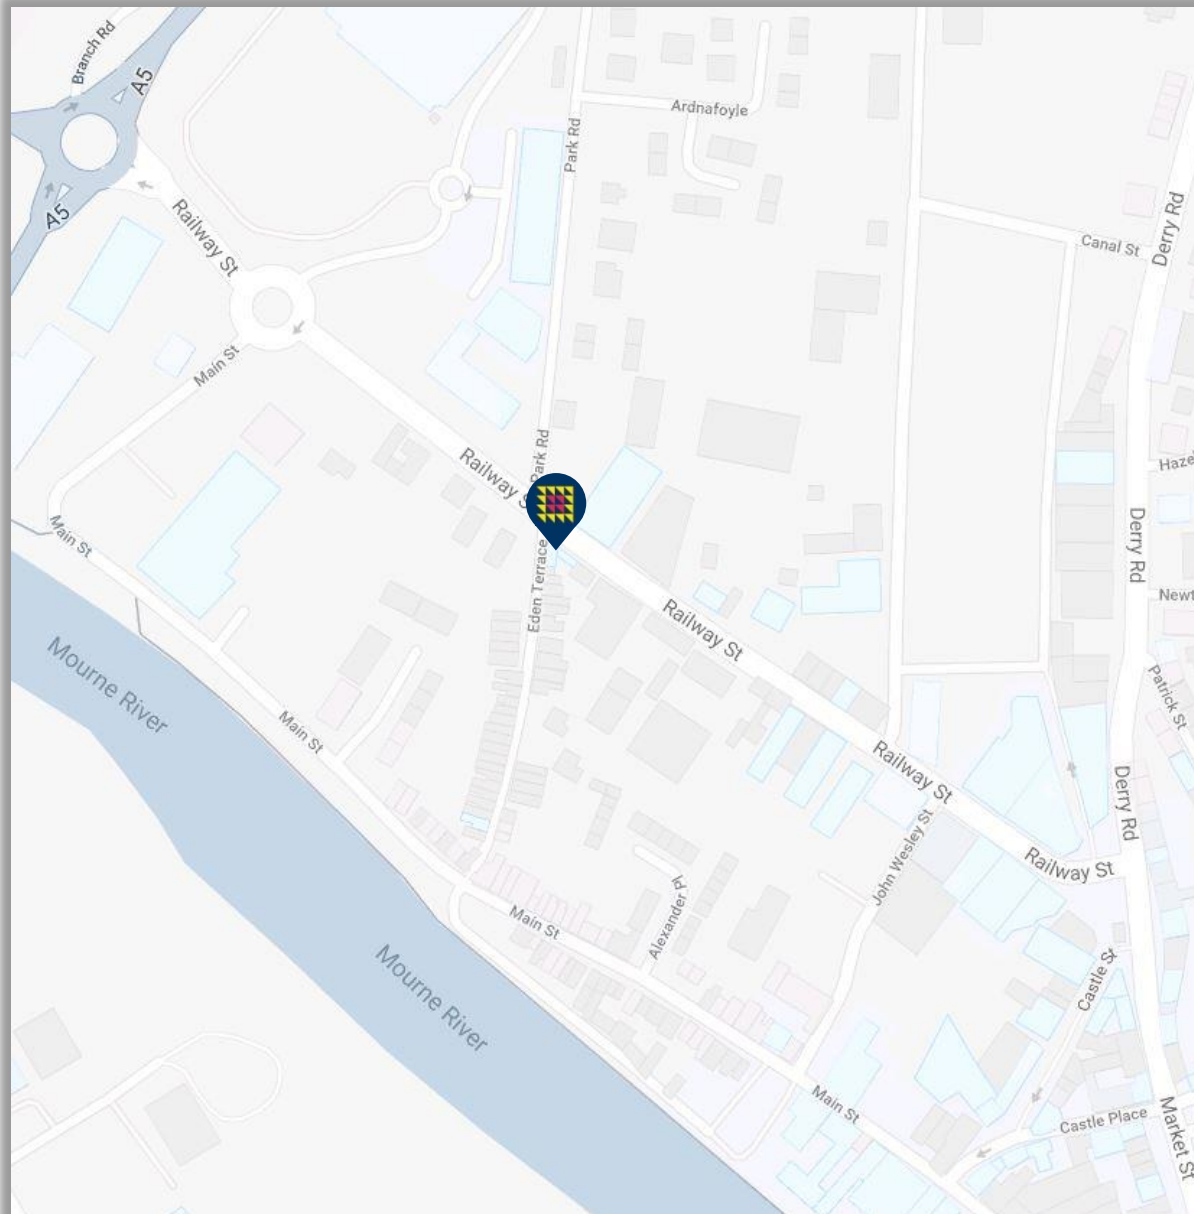 Branch Rd
A5
Ardnafoyle
Park Rd
A5
Railway St
Canal St
Derry Rd
Main St
Park Rd
Railway S
Haze
Main St
Derry Rd
Eden Terrace
Newt
Railway St
Mourne River
Patrick St
Main St
Railway St
Derry Rd
John Wesley St
Railway St
Alexander Pl
Main St
Mourne River
Castle St
Main St
Castle Place
Market St